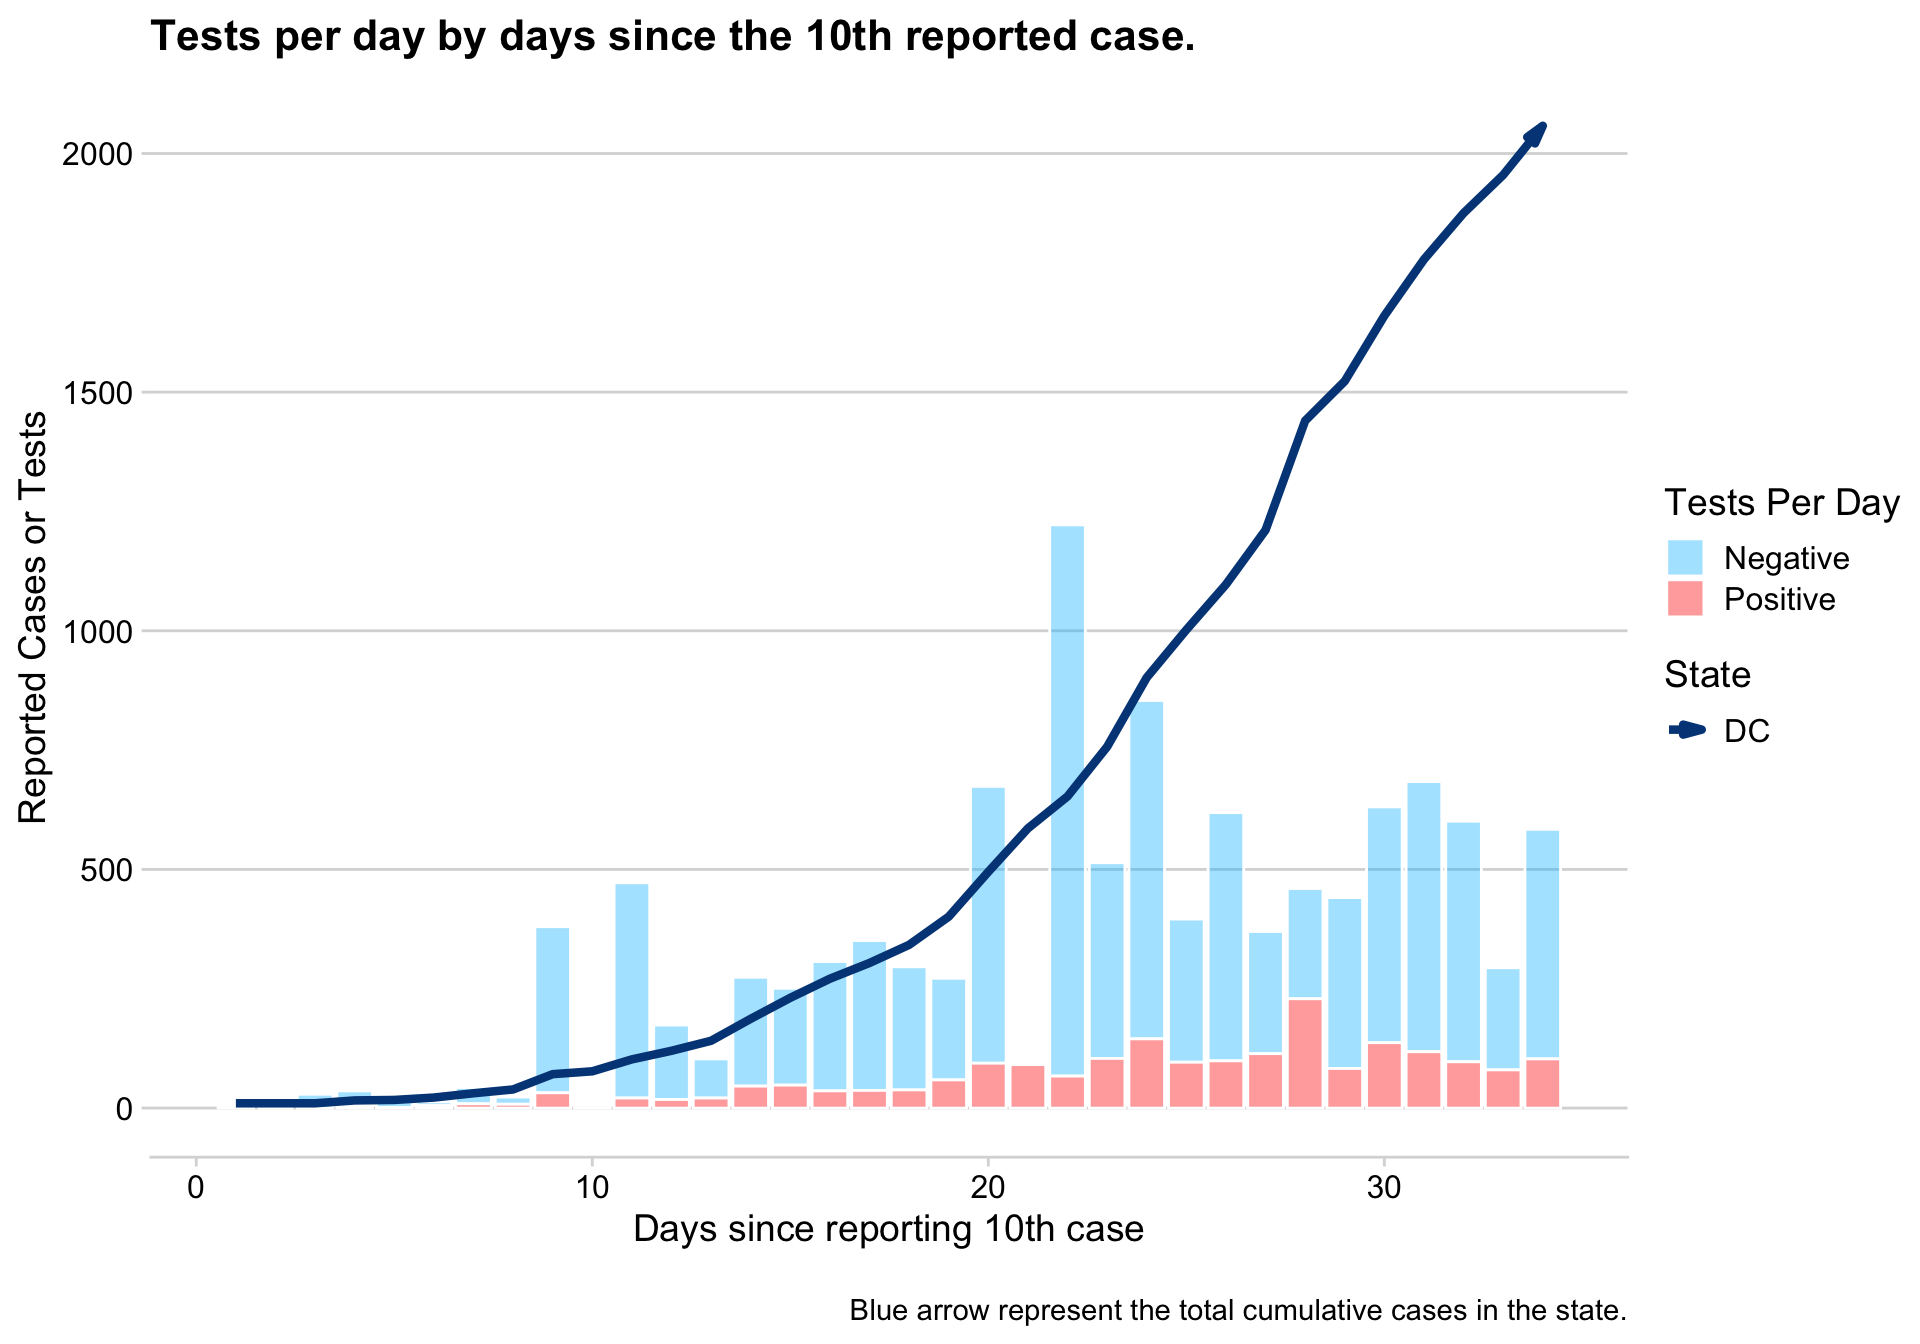 Tests per day by days since the 10th reported case.
2000
1500
1000
500
0
Reported Cases or Tests
0
10
20
30
Days since reporting 10th case
Tests Per Day
Negative
Positive
State
DC
Blue arrow represent the total cumulative cases in the state.